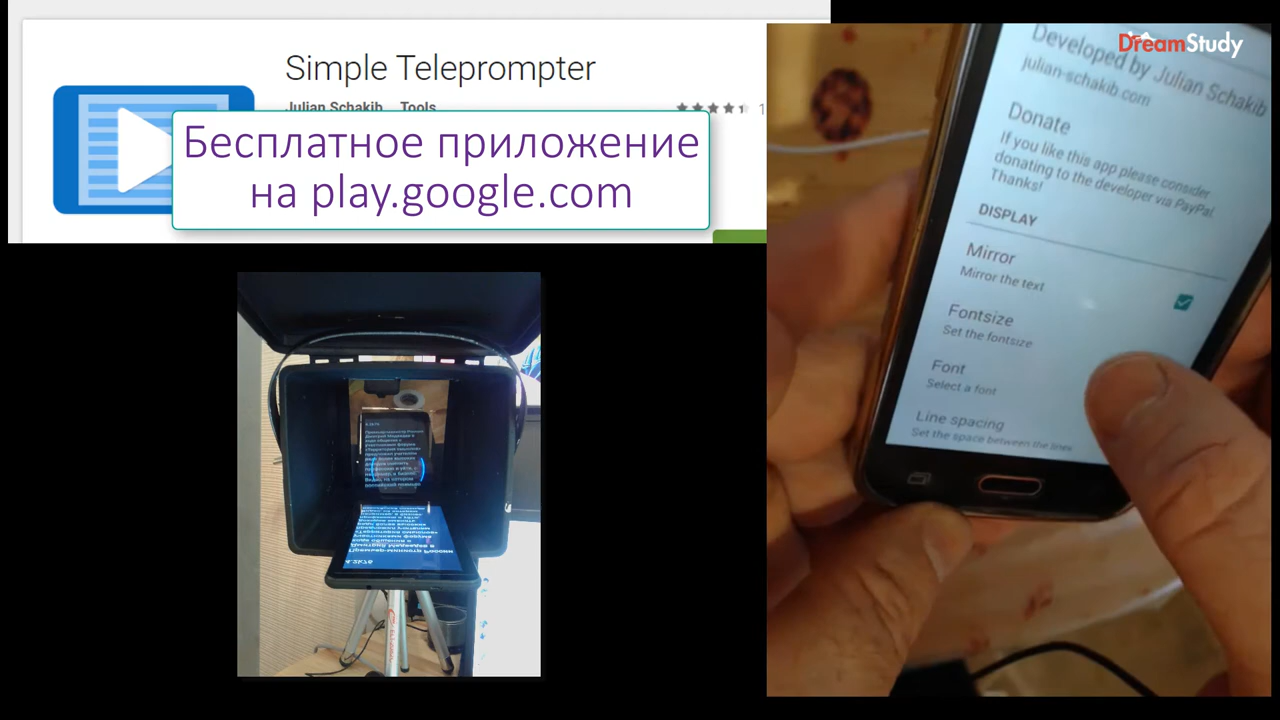 Simple Teleprompter
Julian Schakib Tools
Бесплатное приложение
на play.google.com
DreamStudy
Developed by Julian Schakib
julian-schakib.com
Donate
If you like this app please consider
donating to the developer via PayPal.
Thanks!
DISPLAY
Mirror
Mirror the text
Fontsize
Set the fontsize
Font
Select a font
Line spacing
Set the space between the lines